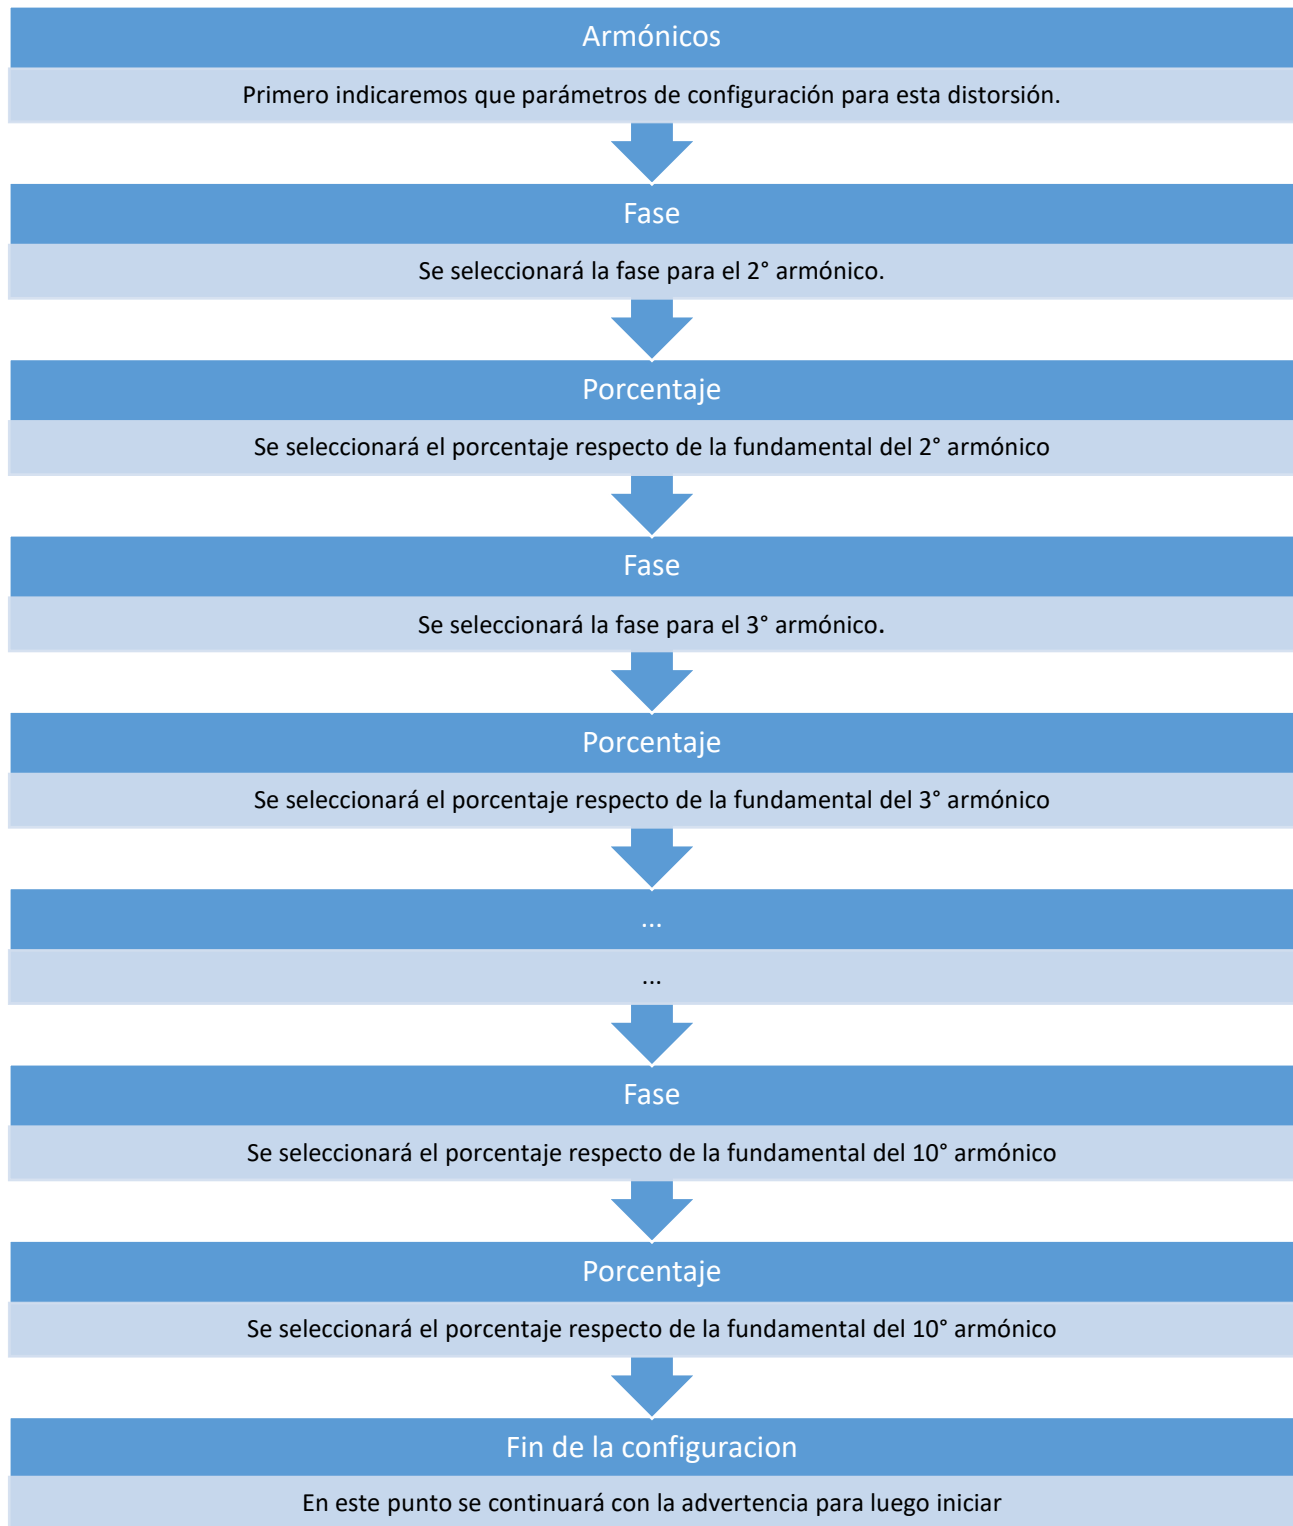 Armónicos
Primero indicaremos que parámetros de configuración para esta distorsión.
Fase
Se seleccionará la fase para el 2° armónico.
Porcentaje
Se seleccionará el porcentaje respecto de la fundamental del 2° armónico
Fase
Se seleccionará la fase para el 3° armónico.
Porcentaje
Se seleccionará el porcentaje respecto de la fundamental del 3° armónico
...
...
Fase
Se seleccionará el porcentaje respecto de la fundamental del 10° armónico
Porcentaje
Se seleccionará el porcentaje respecto de la fundamental del 10° armónico
Fin de la configuracion
En este punto se continuará con la advertencia para luego iniciar